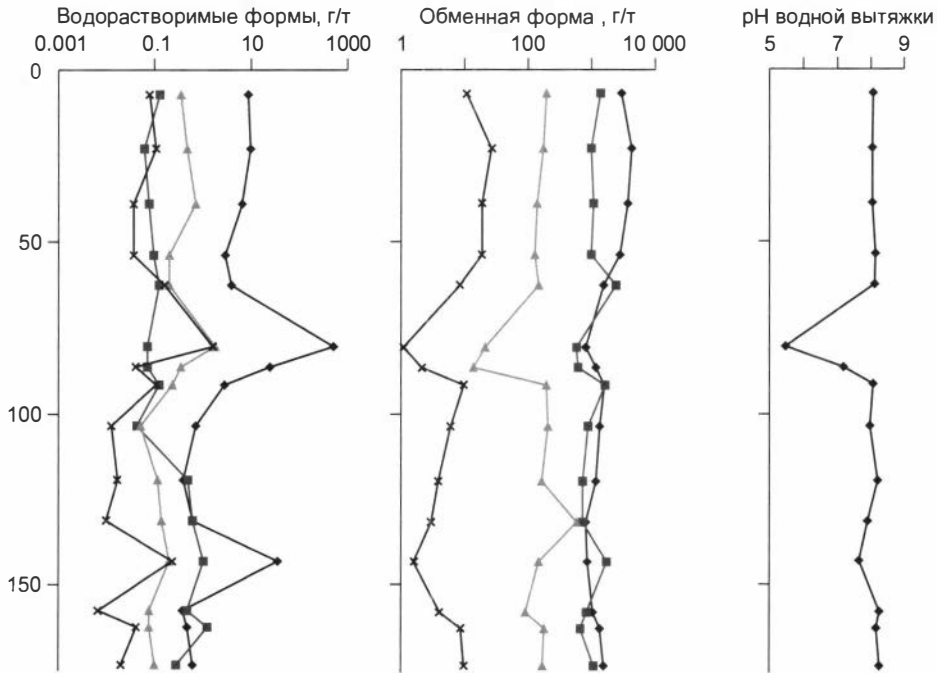 Водорастворимые формы, г/т
0.001 0.1 10 1000
Обменная форма , г/т
1 100 10 000
pH водной вытяжки
5 7 9
0
50
100
150